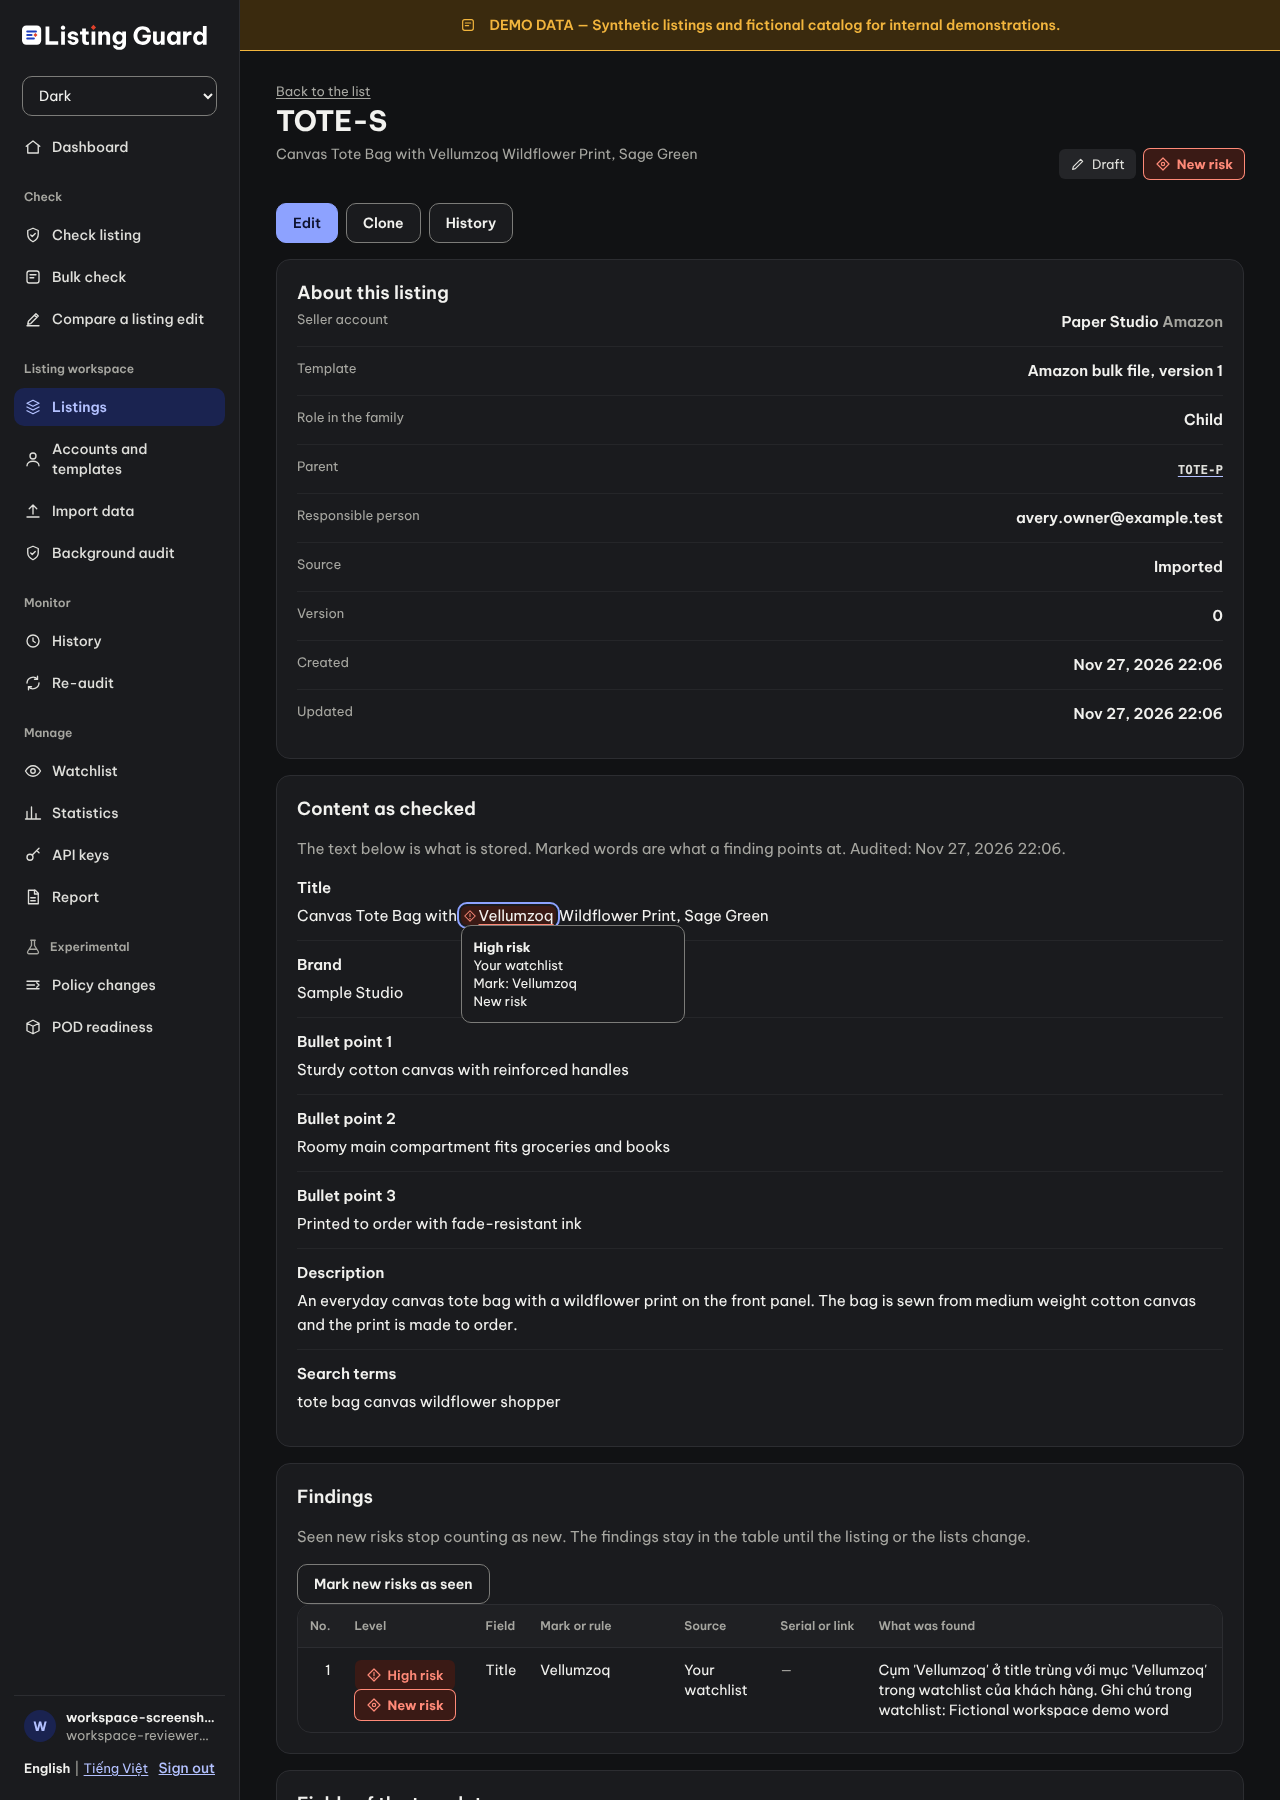 Listing Guard
Dark
Dashboard
Check
Check listing
Bulk check
Compare a listing edit
Listing workspace
Listings
Accounts and
templates
Import data
Background audit
Monitor
History
Re-audit
Manage
Watchlist
Statistics
API keys
Report
Experimental
Policy changes
POD readiness
W
workspace-screensh...
workspace-reviewer...
English | Tiếng Việt Sign out
DEMO DATA — Synthetic listings and fictional catalog for internal demonstrations.
Back to the list
TOTE-S
Canvas Tote Bag with Vellumzoq Wildflower Print, Sage Green
Draft New risk
Edit Clone History
About this listing
Seller account Paper Studio Amazon
Template Amazon bulk file, version 1
Role in the family Child
Parent TOTE-P
Responsible person avery.owner@example.test
Source Imported
Version 0
Created Nov 27, 2026 22:06
Updated Nov 27, 2026 22:06
Content as checked
The text below is what is stored. Marked words are what a finding points at. Audited: Nov 27, 2026 22:06.
Title
Canvas Tote Bag with Vellumzoq Wildflower Print, Sage Green
High risk
Your watchlist
Mark: Vellumzoq
New risk
Brand
Sample Studio
Bullet point 1
Sturdy cotton canvas with reinforced handles
Bullet point 2
Roomy main compartment fits groceries and books
Bullet point 3
Printed to order with fade-resistant ink
Description
An everyday canvas tote bag with a wildflower print on the front panel. The bag is sewn from medium weight cotton canvas
and the print is made to order.
Search terms
tote bag canvas wildflower shopper
Findings
Seen new risks stop counting as new. The findings stay in the table until the listing or the lists change.
Mark new risks as seen
No. Level Field Mark or rule Source Serial or link What was found
1 High risk New risk Title Vellumzoq Your watchlist — Cụm 'Vellumzoq' ở title trùng với mục 'Vellumzoq'
trong watchlist của khách hàng. Ghi chú trong
watchlist: Fictional workspace demo word